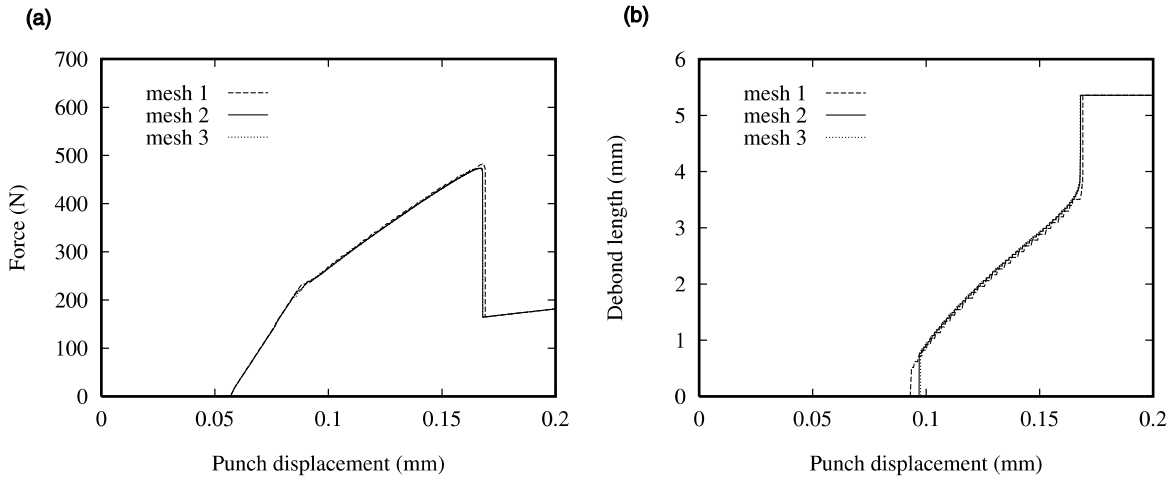 (a)
700
600
500
400
300
200
100
0
Force (N)
mesh 1
mesh 2
mesh 3
0 0.05 0.1 0.15 0.2
Punch displacement (mm)
(b)
6
5
4
3
2
1
0
Debond length (mm)
mesh 1
mesh 2
mesh 3
0 0.05 0.1 0.15 0.2
Punch displacement (mm)